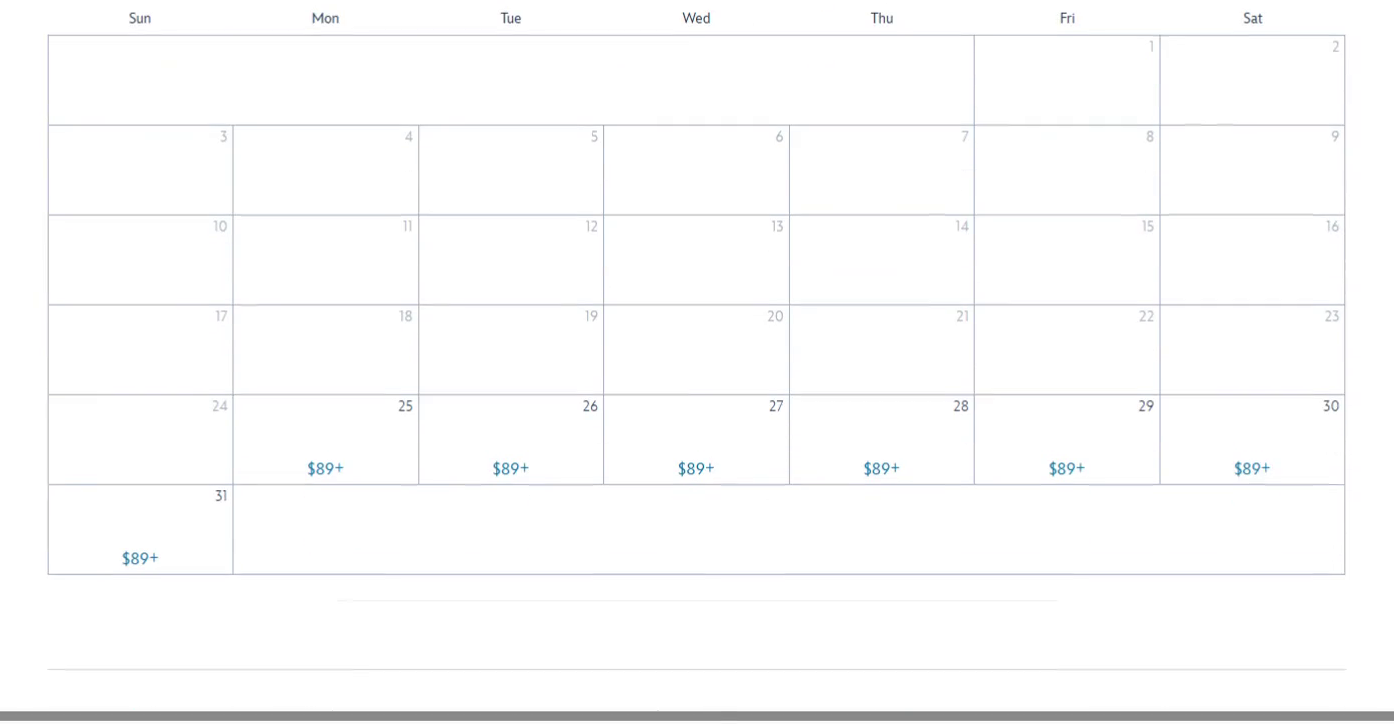 Sun Mon Tue Wed Thu Fri Sat
1 2
3 4 5 6 7 8 9
10 11 12 13 14 15 16
17 18 19 20 21 22 23
24 25 26 27 28 29 30
$89+ $89+ $89+ $89+ $89+ $89+
31
$89+